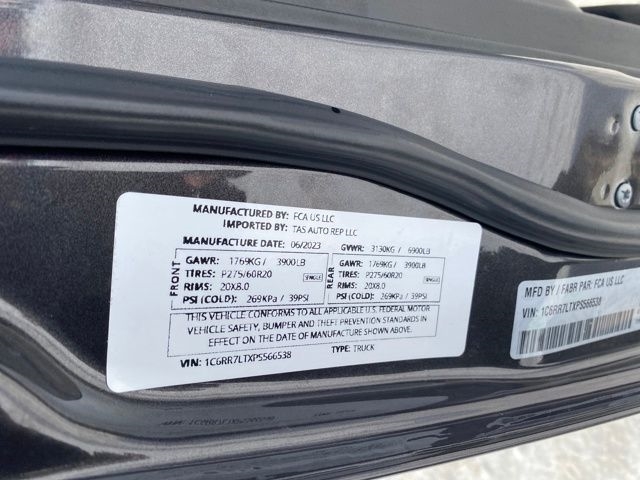 MANUFACTURED BY: FCA US LLC
IMPORTED BY: TAS AUTO REP LLC
MANUFACTURE DATE: 06/2023 GVWR: 3130KG / 6900LB
FRONT
GAWR: 1769KG / 3900LB
TIRES: P275/60R20 SINGLE
RIMS: 20X8.0
PSI (COLD): 269KPa / 39PSI
REAR
GAWR: 1769KG / 3900LB
TIRES: P275/60R20 SINGLE
RIMS: 20X8.0
PSI (COLD): 269KPa / 39PSI
THIS VEHICLE CONFORMS TO ALL APPLICABLE U.S. FEDERAL MOTOR
VEHICLE SAFETY, BUMPER AND THEFT PREVENTION STANDARDS IN
EFFECT ON THE DATE OF MANUFACTURE SHOWN ABOVE
VIN: 1C6RR7LTXPS566538 TYPE: TRUCK
MFD BY / FABR PAR: FCA US LLC
VIN: 1C6RR7LTXPS566538